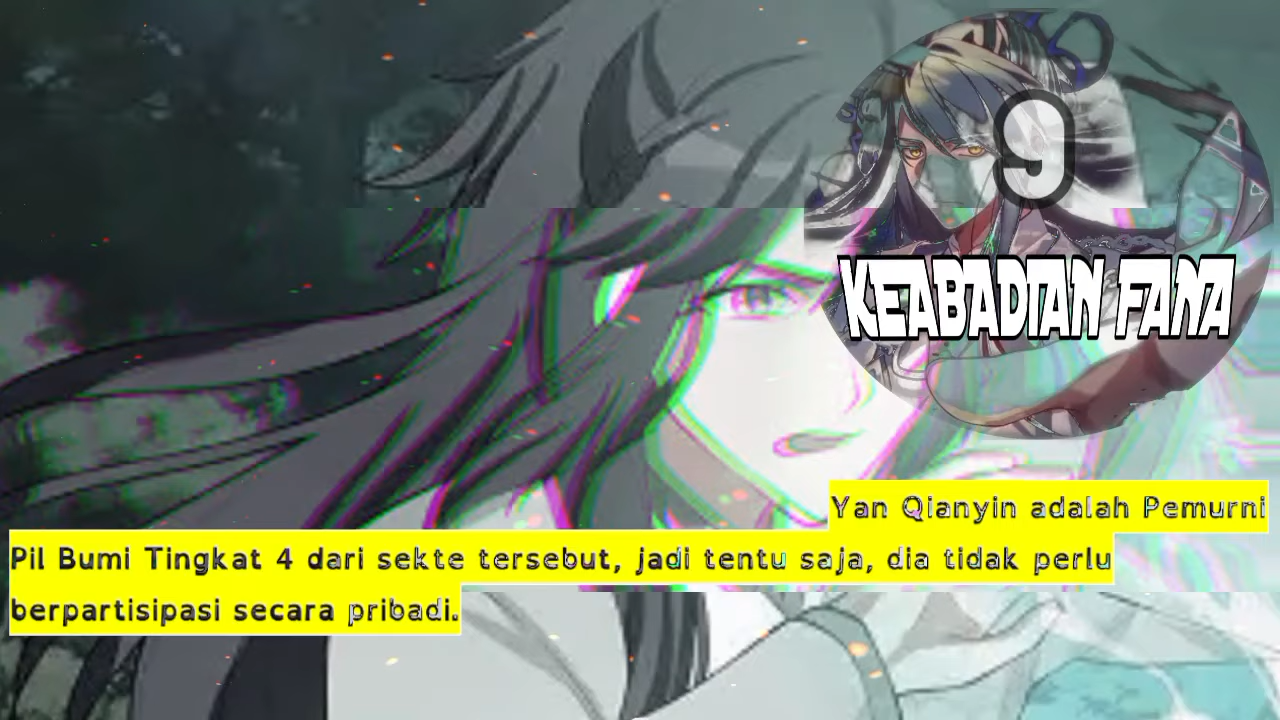 9
KEABADIAN FANA
Yan Qianyin adalah Pemurni
Pil Bumi Tingkat 4 dari sekte tersebut, jadi tentu saja, dia tidak perlu
berpartisipasi secara pribadi.